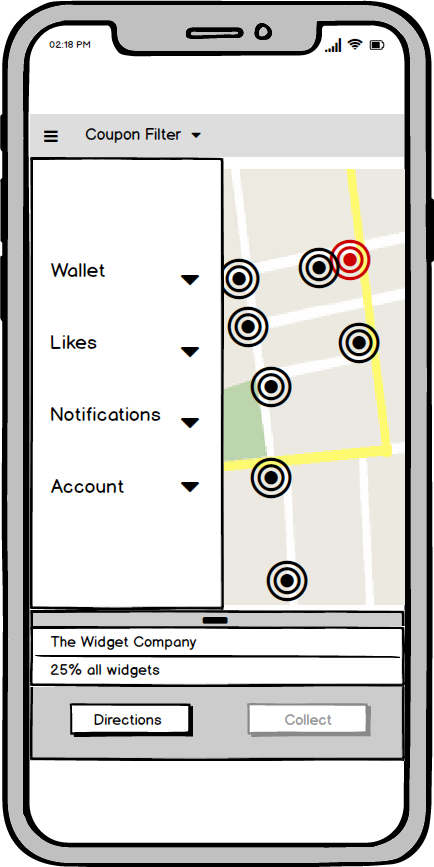 02:18 PM
Coupon Filter
Wallet
Likes
Notifications
Account
The Widget Company
25% all widgets
Directions
Collect